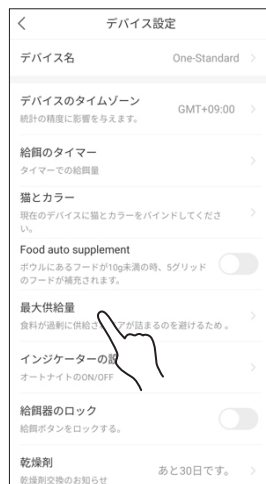 デバイス設定
デバイス名 One-Standard
デバイスのタイムゾーン
GMT+09:00
統計の精度に影響を与えます。
給餌のタイマー
タイマーでの給餌量
猫とカラー
現在のデバイスに猫とカラーをバインドしてくださ
い。
Food auto supplement
ボウルにあるフードが10g未満の時、5グリッド
のフードが補充されます。
最大供給量
食料が過剰に供給さ アが詰まるのを避けるため 。
インジケーターの設
オートナイトのON/OFF
給餌器のロック
給餌ボタンをロックする。
乾燥剤
あと30日です。
乾燥剤交換のお知らせ